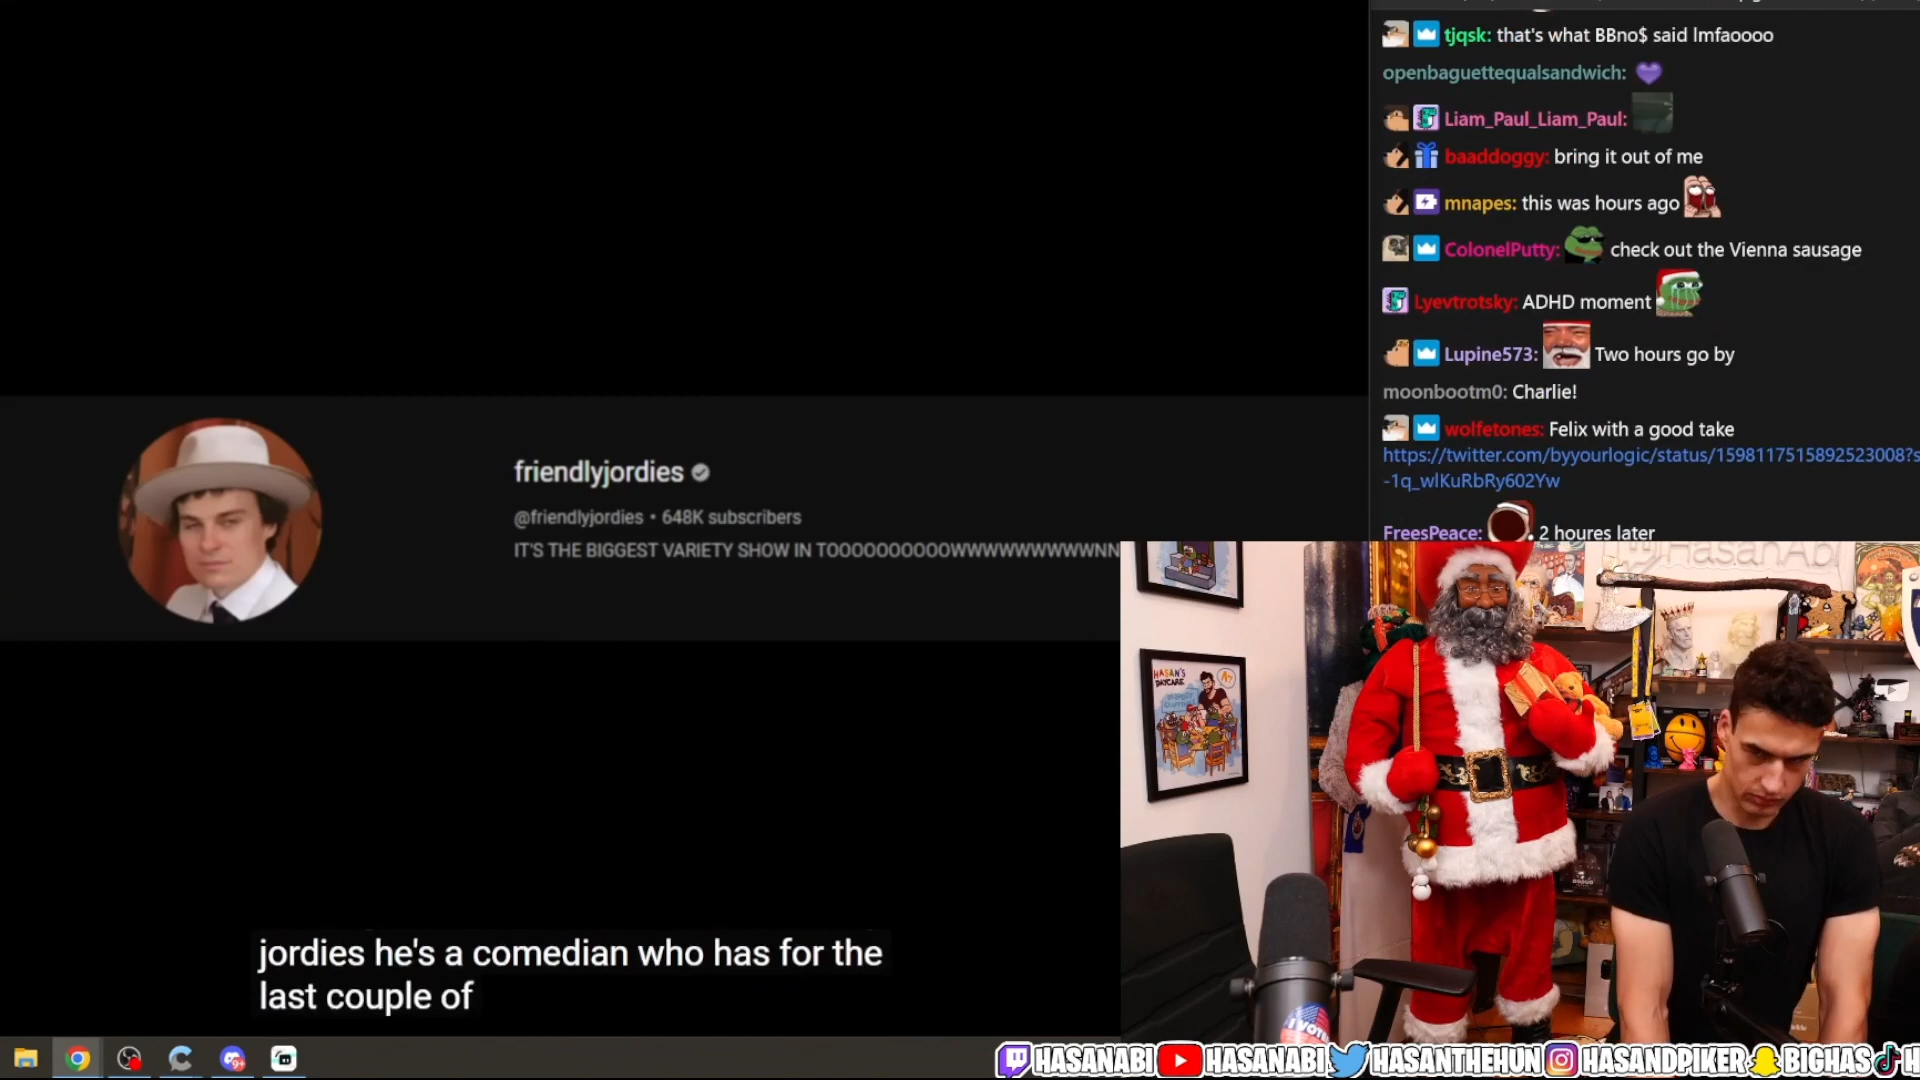 tjqsk: that's what BBno$ said lmfaoooo
openbaguettequalsandwich:
Liam_Paul_Liam_Paul:
baaddoggy: bring it out of me
mnapes: this was hours ago
ColonelPutty: check out the Vienna sausage
Lyevtrotsky: ADHD moment
Lupine573: Two hours go by
moonbootm0: Charlie!
wolfetones: Felix with a good take
https://twitter.com/byyourlogic/status/1598117515892523008?s
-1q_wlKuRbRy602Yw
FreesPeace: 2 houres later
friendlyjordies
@friendlyjordies • 648K subscribers
IT'S THE BIGGEST VARIETY SHOW IN TOOOOOOOOOOWWWWWWWWWNN
HasanAbi
HASAN'S
DAYCARE
I VOTED
jordies he's a comedian who has for the
last couple of
HASANABI HASANABI HASANTHEHUN HASANDPIKER BIGHAS H